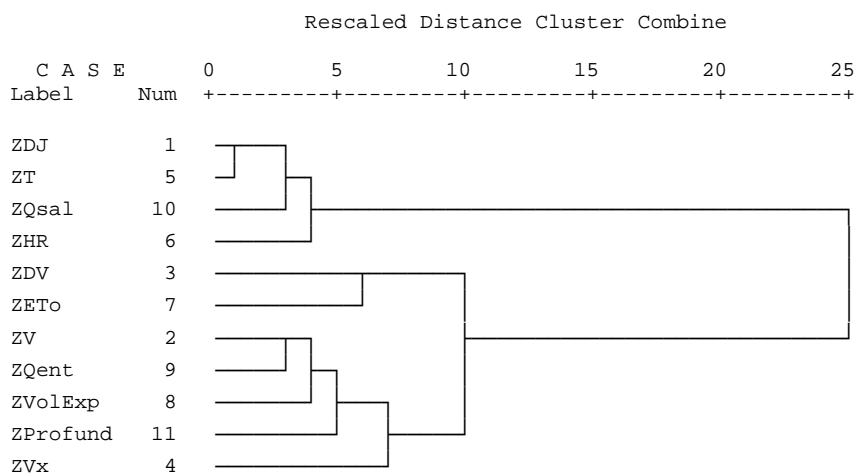 Rescaled Distance Cluster Combine
C A S E 0 5 10 15 20 25
Label Num +---------+---------+---------+---------+---------+
ZDJ 1
ZT 5
ZQsal 10
ZHR 6
ZDV 3
ZETo 7
ZV 2
ZQent 9
ZVolExp 8
ZProfund 11
ZVx 4